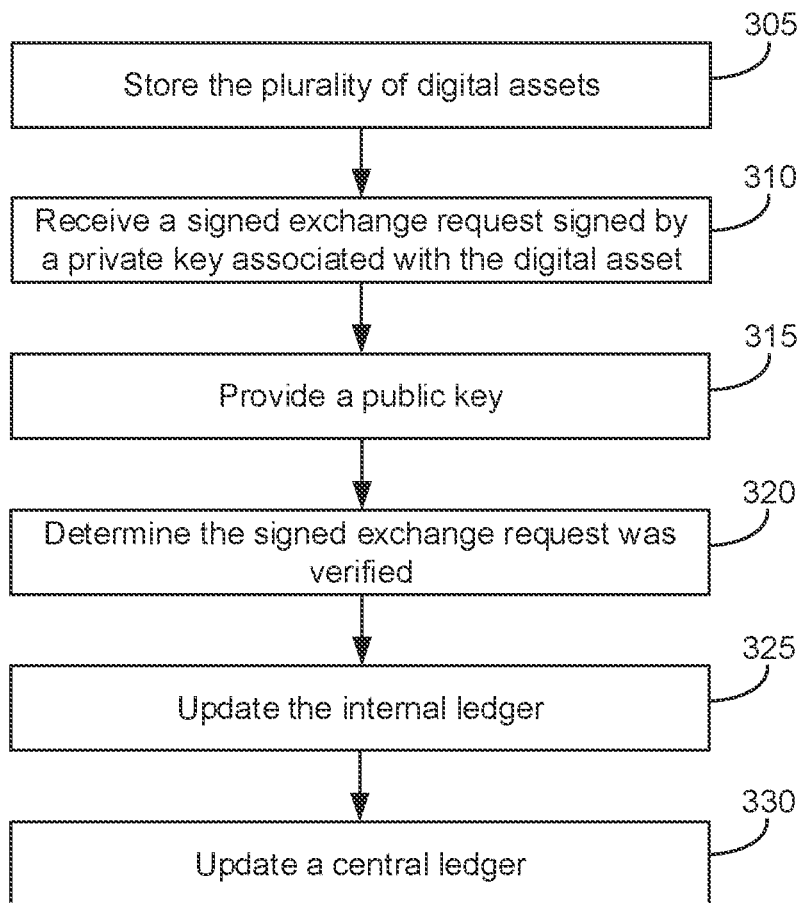 305
Store the plurality of digital assets
310
Receive a signed exchange request signed by
a private key associated with the digital asset
315
Provide a public key
320
Determine the signed exchange request was
verified
325
Update the internal ledger
330
Update a central ledger